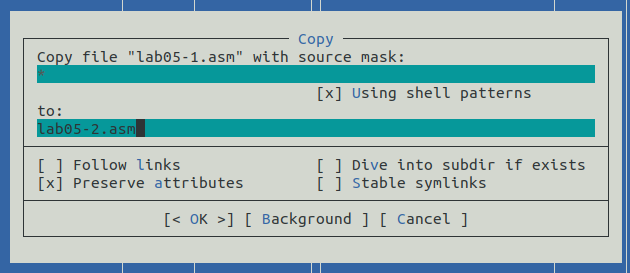 Copy
Copy file "lab05-1.asm" with source mask:
*
[x] Using shell patterns
to:
lab05-2.asm
[ ] Follow links [ ] Dive into subdir if exists
[x] Preserve attributes [ ] Stable symlinks
[< OK >] [ Background ] [ Cancel ]